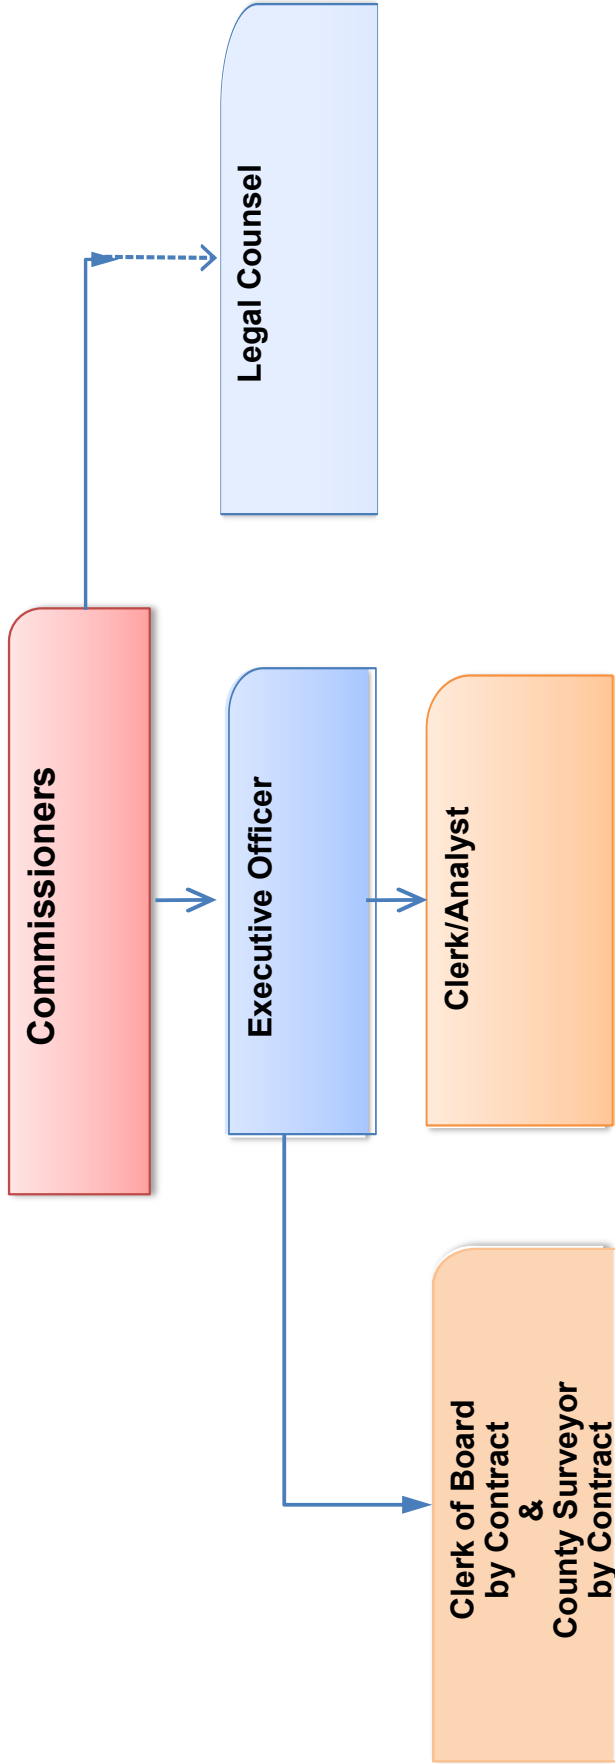 Commissioners
Legal Counsel
Executive Officer
Clerk/Analyst
Clerk of Board
by Contract
&
County Surveyor
by Contract